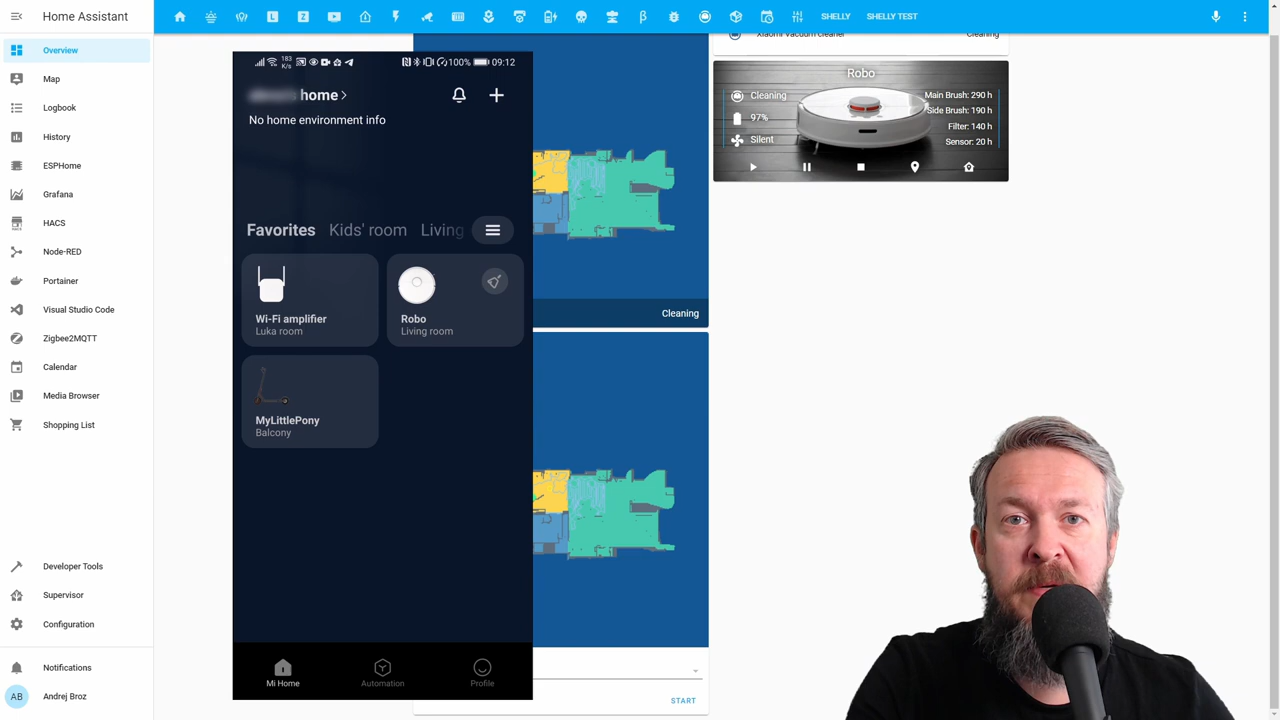 Home Assistant
SHELLY
SHELLY TEST
Overview
Map
Logbook
History
ESPHome
Grafana
HACS
Node-RED
Portainer
Visual Studio Code
Zigbee2MQTT
Calendar
Media Browser
Shopping List
Developer Tools
Supervisor
Configuration
Notifications
AB
Andrej Broz
183
K/s
100%
09:12
home
No home environment info
Favorites
Kids' room
Living
Wi-Fi amplifier
Luka room
Robo
Living room
MyLittlePony
Balcony
Mi Home
Automation
Profile
Cleaning
START
Xiaomi Vacuum cleaner
Cleaning
Robo
Cleaning
97%
Silent
Main Brush: 290 h
Side Brush: 190 h
Filter: 140 h
Sensor: 20 h